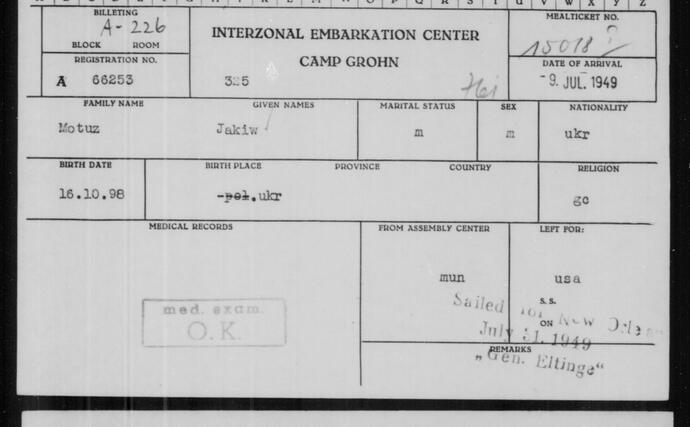 BILLETING
A-226
BLOCK ROOM
INTERZONAL EMBARKATION CENTER
CAMP GROHN
MEALTICKET NO.
15018
REGISTRATION NO.
A 66253
325
DATE OF ARRIVAL
9. JUL. 1949
FAMILY NAME GIVEN NAMES MARITAL STATUS SEX NATIONALITY
Motuz Jakiw m m ukr
BIRTH DATE BIRTH PLACE PROVINCE COUNTRY RELIGION
16.10.98 -pol.ukr gc
MEDICAL RECORDS FROM ASSEMBLY CENTER LEFT FOR:
mun usa
med. exam.
O.K.
S.S.
Sailed for New Orlea
ON
July 31. 1949
REMARKS
„Gen. Eltinge"